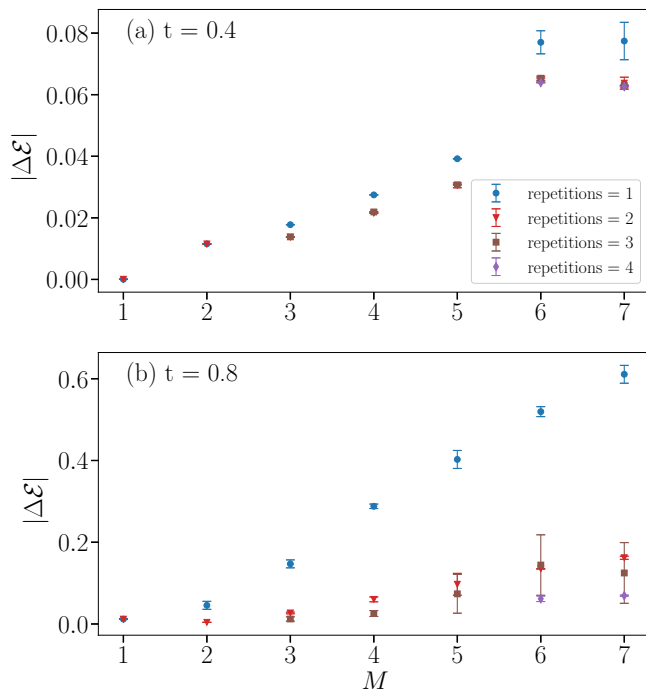 (a) t = 0.4
|Δℰ|
0.08
0.06
0.04
0.02
0.00
repetitions = 1
repetitions = 2
repetitions = 3
repetitions = 4
1 2 3 4 5 6 7
(b) t = 0.8
|Δℰ|
0.6
0.4
0.2
0.0
1 2 3 4 5 6 7
M